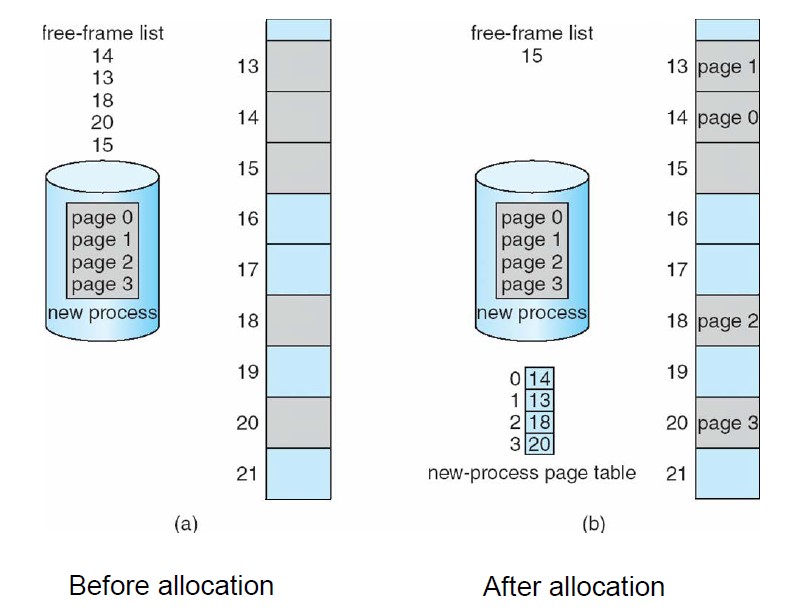 free-frame list
14
13
18
20
15
page 0
page 1
page 2
page 3
new process
13
14
15
16
17
18
19
20
21
(a)
Before allocation
free-frame list
15
page 0
page 1
page 2
page 3
new process
0 14
1 13
2 18
3 20
new-process page table
13 page 1
14 page 0
15
16
17
18 page 2
19
20 page 3
21
(b)
After allocation